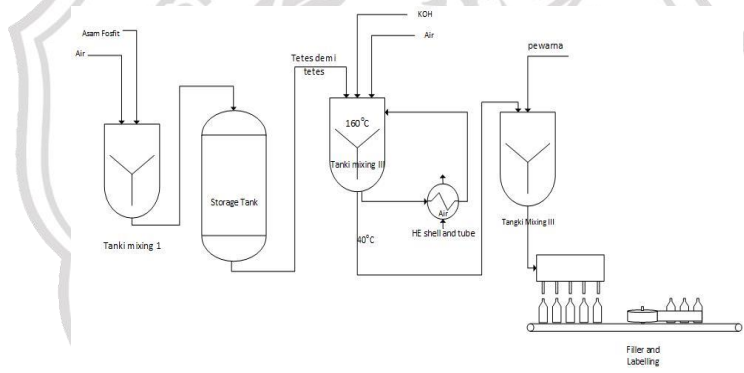 Asam Fosfit
Air
Tanki mixing 1
Storage Tank
Tetes demi
tetes
KOH
Air
160°C
Tanki mixing III
Air
HE shell and tube
40°C
pewarna
Tangki Mixing III
Filler and
Labelling